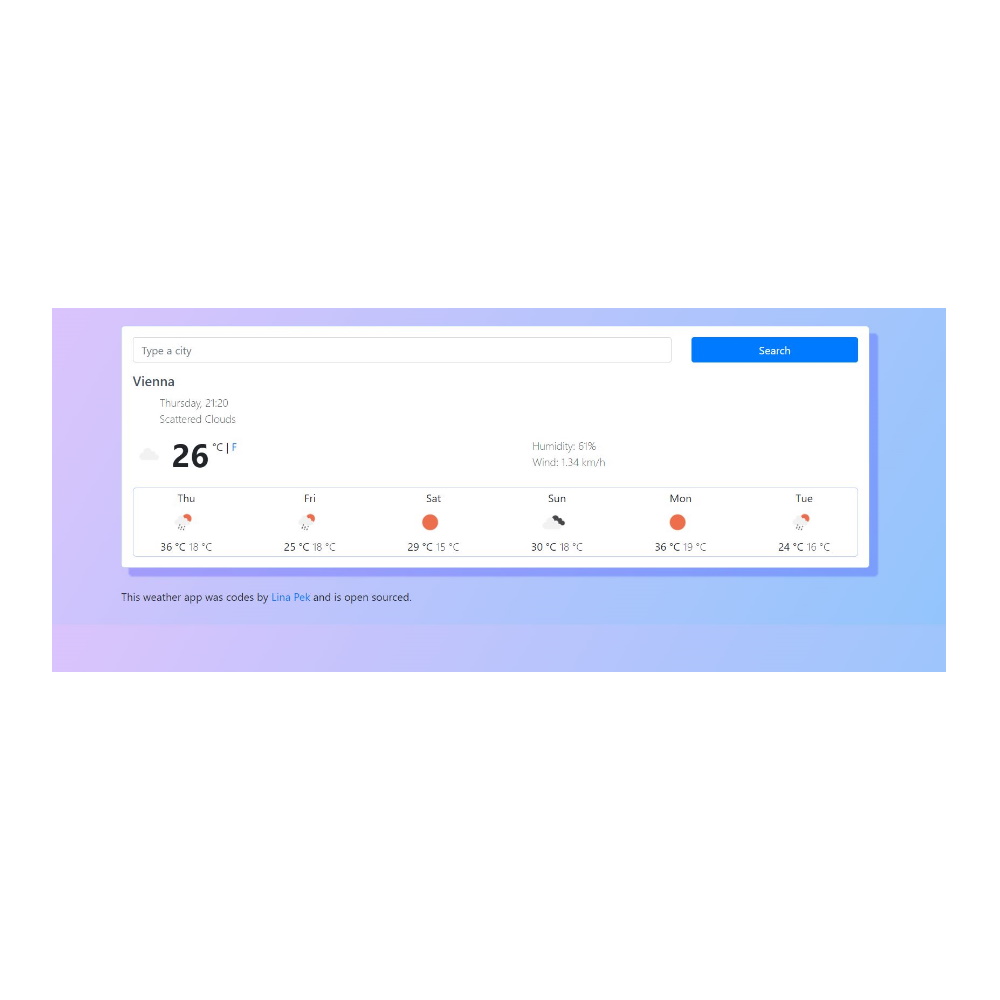 Type a city
Search
Vienna
Thursday, 21:20
Scattered Clouds
26 °C | F
Humidity: 61%
Wind: 1.34 km/h
Thu Fri Sat Sun Mon Tue
36 °C 18 °C 25 °C 18 °C 29 °C 15 °C 30 °C 18 °C 36 °C 19 °C 24 °C 16 °C
This weather app was codes by Lina Pek and is open sourced.